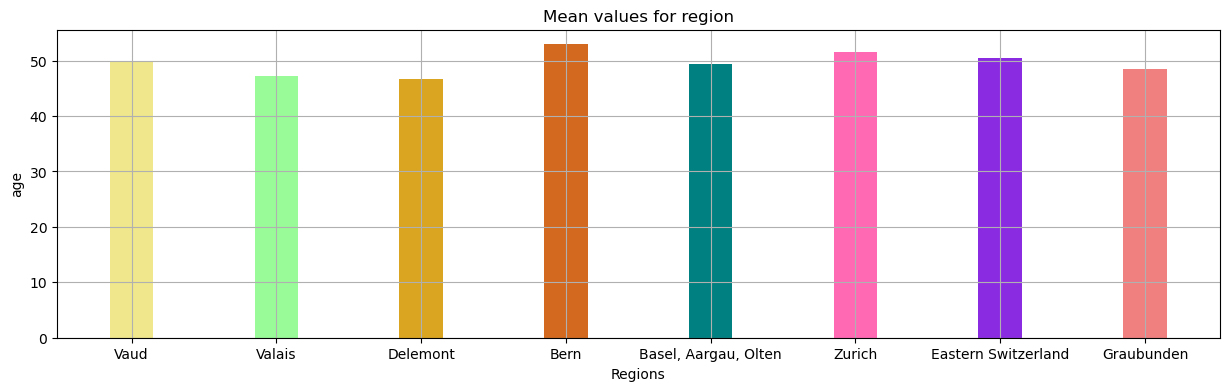 Mean values for region
age
50
40
30
20
10
0
Vaud Valais Delemont Bern Basel, Aargau, Olten Zurich Eastern Switzerland Graubunden
Regions